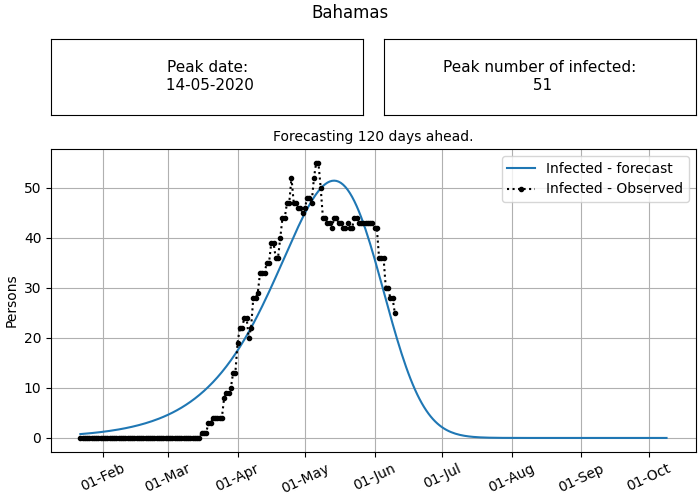 Bahamas
Peak date:
14-05-2020
Peak number of infected:
51
Forecasting 120 days ahead.
Infected - forecast
Infected - Observed
Persons
50
40
30
20
10
0
01-Feb
01-Mar
01-Apr
01-May
01-Jun
01-Jul
01-Aug
01-Sep
01-Oct